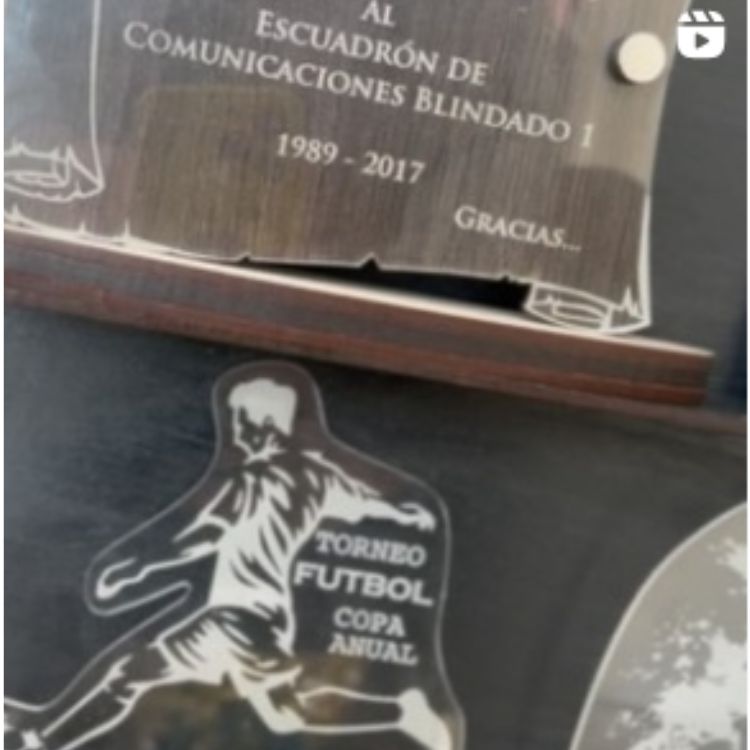 AL
ESCUADRÓN DE
COMUNICACIONES BLINDADO 1
1989 - 2017
GRACIAS...
TORNEO
FUTBOL
COPA
ANUAL